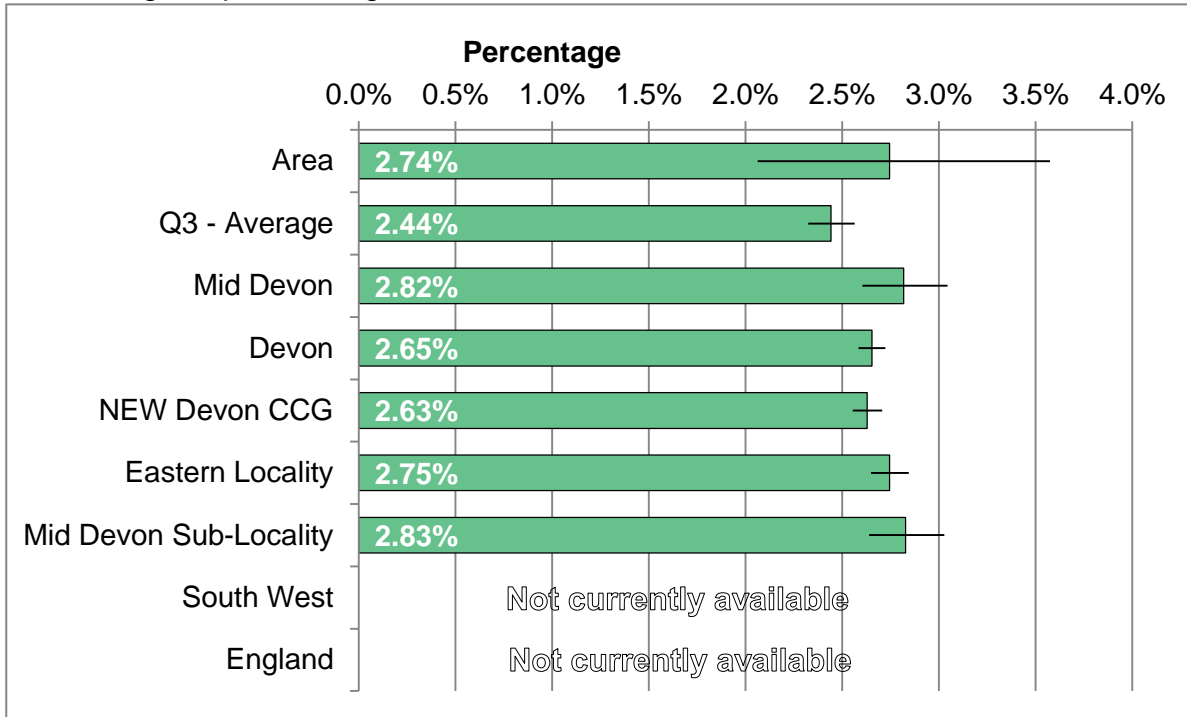 Percentage
0.0% 0.5% 1.0% 1.5% 2.0% 2.5% 3.0% 3.5% 4.0%
Area 2.74%
Q3 - Average 2.44%
Mid Devon 2.82%
Devon 2.65%
NEW Devon CCG 2.63%
Eastern Locality 2.75%
Mid Devon Sub-Locality 2.83%
South West Not currently available
England Not currently available